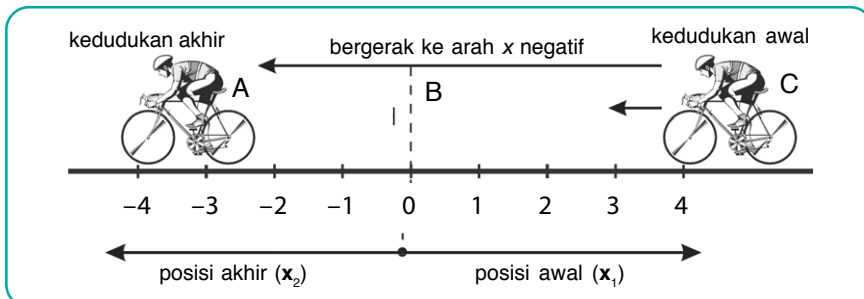 kedudukan akhir
bergerak ke arah x negatif
kedudukan awal
A
B
C
–4 –3 –2 –1 0 1 2 3 4
posisi akhir (x₂)
posisi awal (x₁)